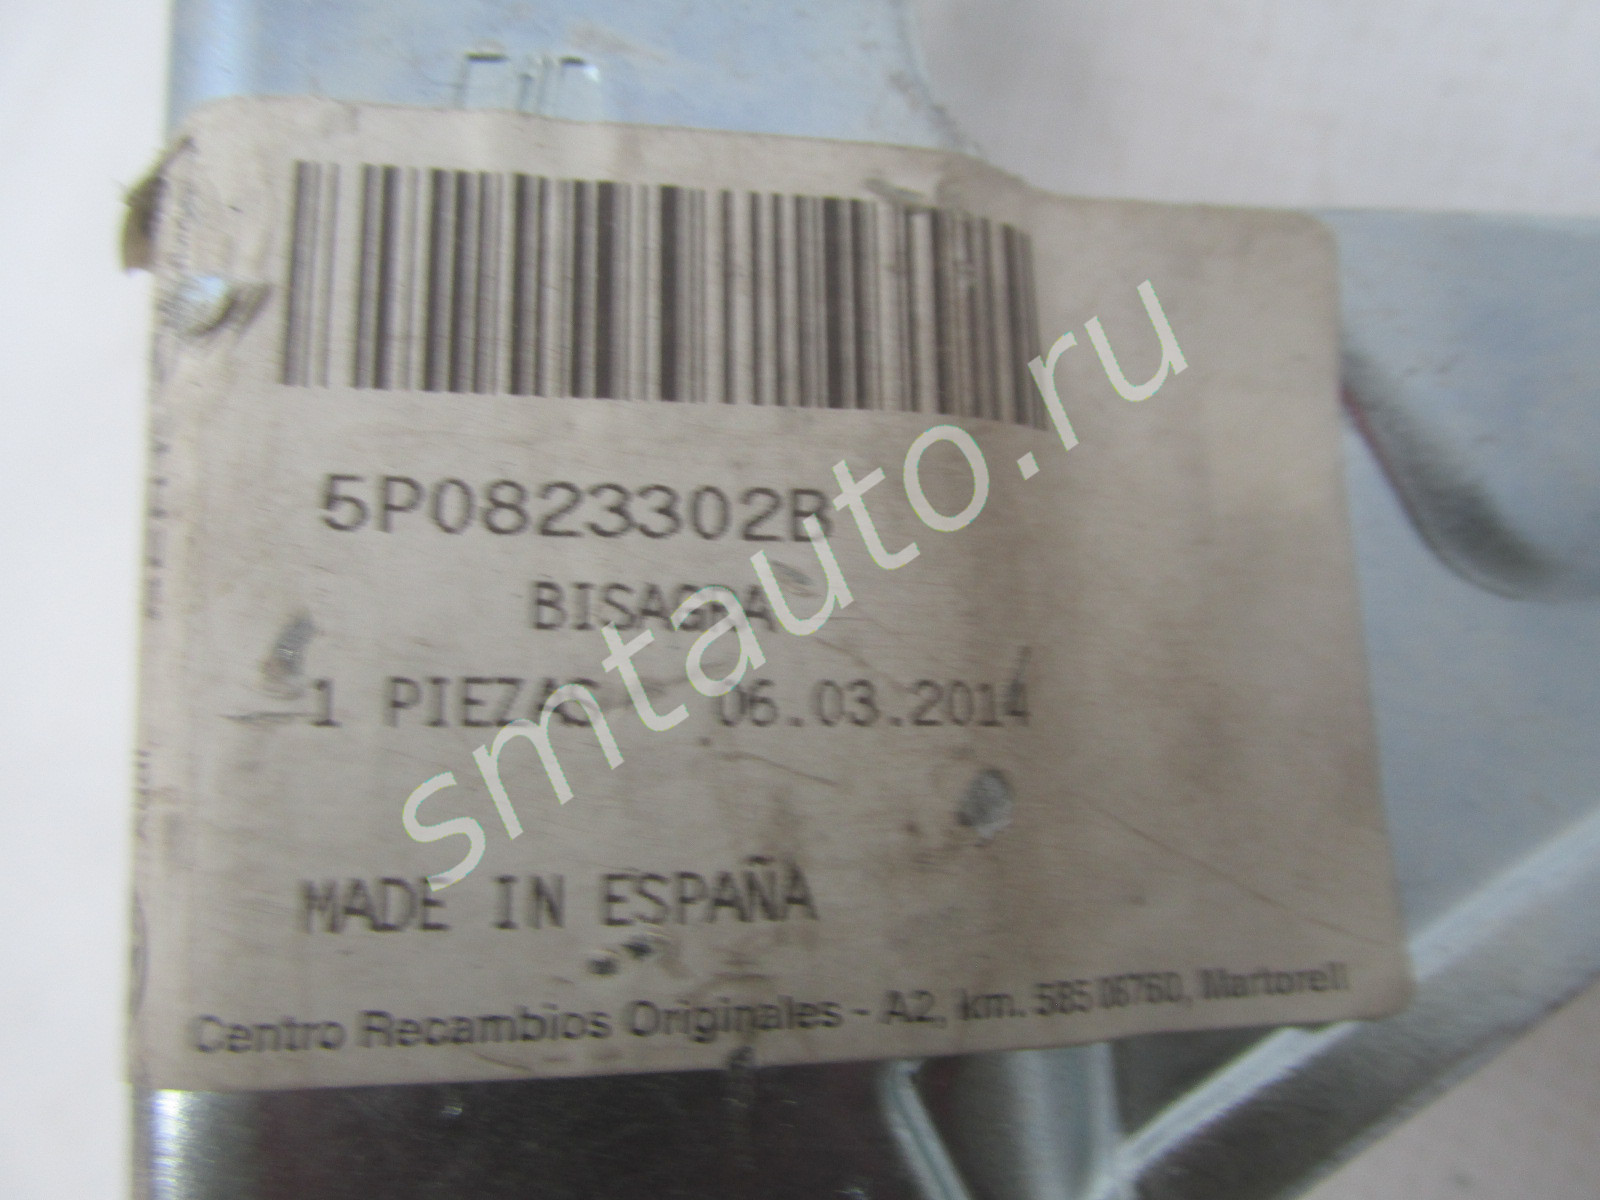 5P0823302B
BISAGRA
1 PIEZAS 06.03.2014
MADE IN ESPAÑA
Centro Recambios Originales - A2, km. 585 08760, Martorell
smtauto.ru